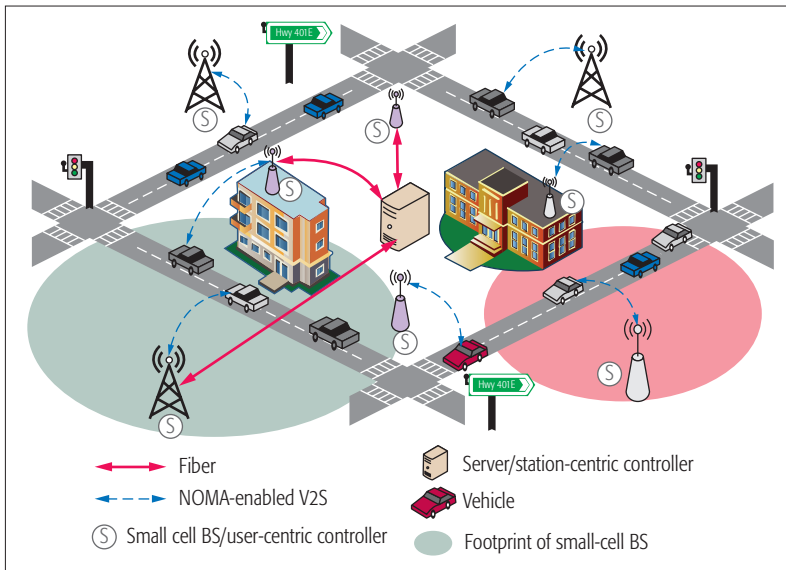 Hwy 401E
S
S
S
S
S
S
S
S
Hwy 401E
Fiber
NOMA-enabled V2S
S Small cell BS/user-centric controller
Server/station-centric controller
Vehicle
Footprint of small-cell BS